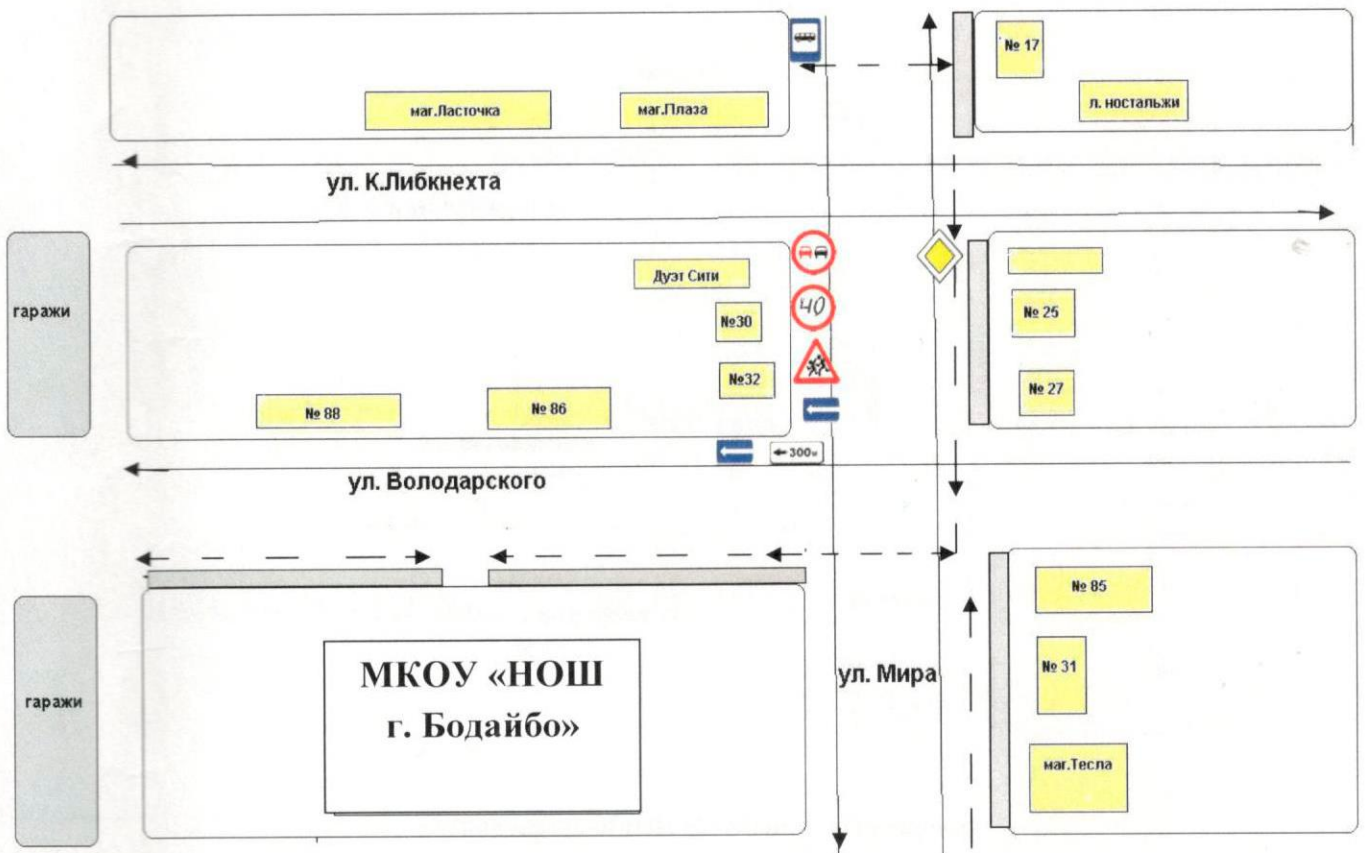 № 17
маг.Ласточка
маг.Плаза
л. ностальжи
ул. К.Либкнехта
гаражи
Дуэт Сити
40
№30
№ 25
№32
№ 27
№ 88
№ 86
300м
ул. Володарского
№ 85
МКОУ «НОШ
г. Бодайбо»
№ 31
ул. Мира
гаражи
маг.Тесла